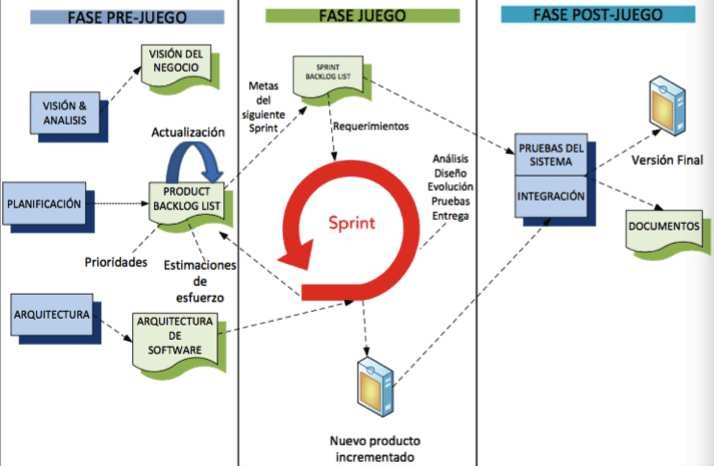 FASE PRE-JUEGO
VISIÓN DEL
NEGOCIO
VISIÓN &
ANALISIS
Actualización
PLANIFICACIÓN
PRODUCT
BACKLOG LIST
Prioridades
Estimaciones
de esfuerzo
ARQUITECTURA
ARQUITECTURA
DE
SOFTWARE
FASE JUEGO
SPRINT
BACKLOG LIST
Metas
del
siguiente
Sprint
Requerimientos
Análisis
Diseño
Evolución
Pruebas
Entrega
Sprint
Nuevo producto
incrementado
FASE POST-JUEGO
PRUEBAS DEL
SISTEMA
INTEGRACIÓN
Versión Final
DOCUMENTOS